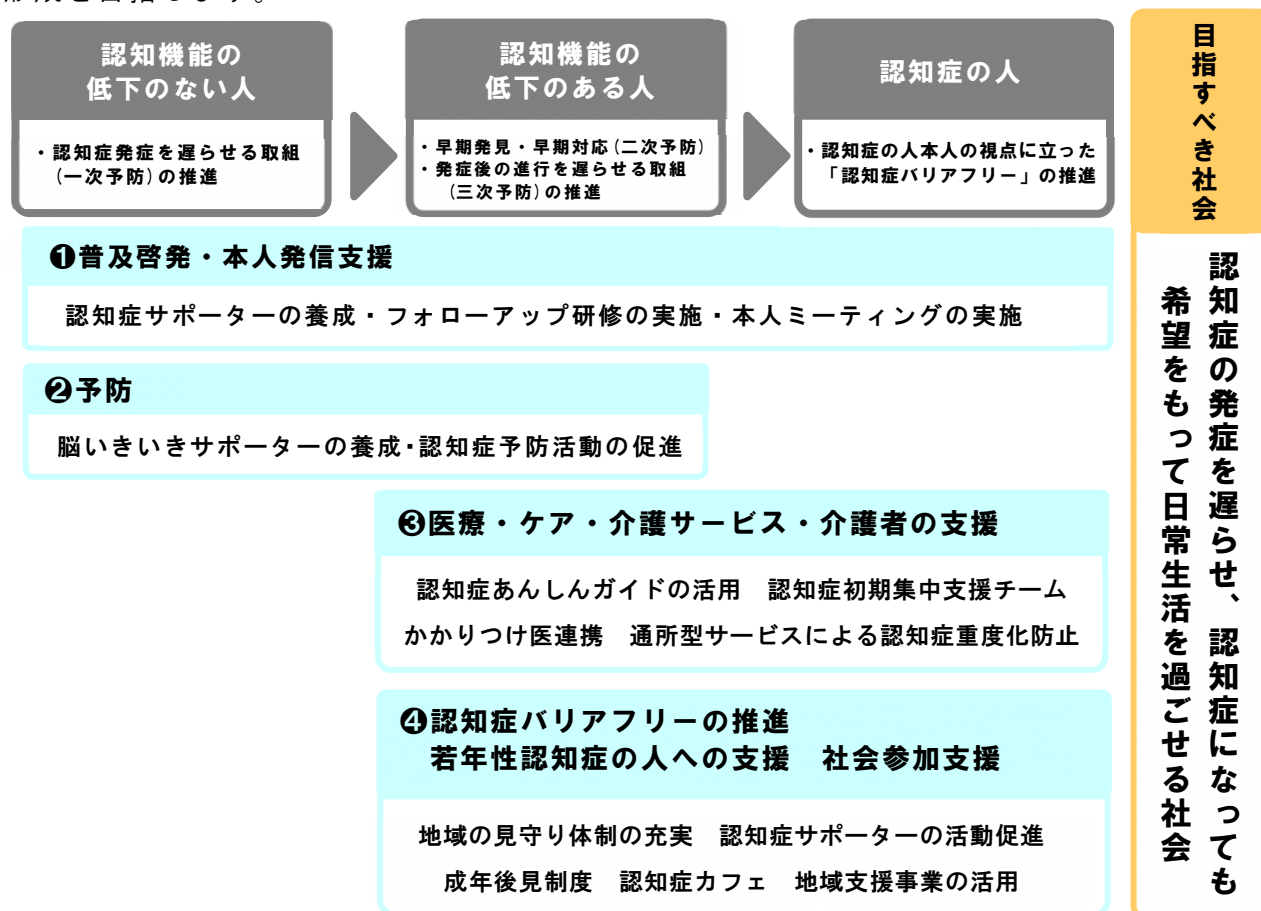 認知機能の
低下のない人
・認知症発症を遅らせる取組
(一次予防)の推進
認知機能の
低下のある人
・早期発見・早期対応(二次予防)
・発症後の進行を遅らせる取組
(三次予防)の推進
認知症の人
・認知症の人本人の視点に立った
「認知症バリアフリー」の推進
❶普及啓発・本人発信支援
認知症サポーターの養成・フォローアップ研修の実施・本人ミーティングの実施
❷予防
脳いきいきサポーターの養成・認知症予防活動の促進
❸医療・ケア・介護サービス・介護者の支援
認知症あんしんガイドの活用　認知症初期集中支援チーム
かかりつけ医連携　通所型サービスによる認知症重度化防止
❹認知症バリアフリーの推進
若年性認知症の人への支援　社会参加支援
地域の見守り体制の充実　認知症サポーターの活動促進
成年後見制度　認知症カフェ　地域支援事業の活用
目指すべき社会
認知症の発症を遅らせ、認知症になっても
希望をもって日常生活を過ごせる社会